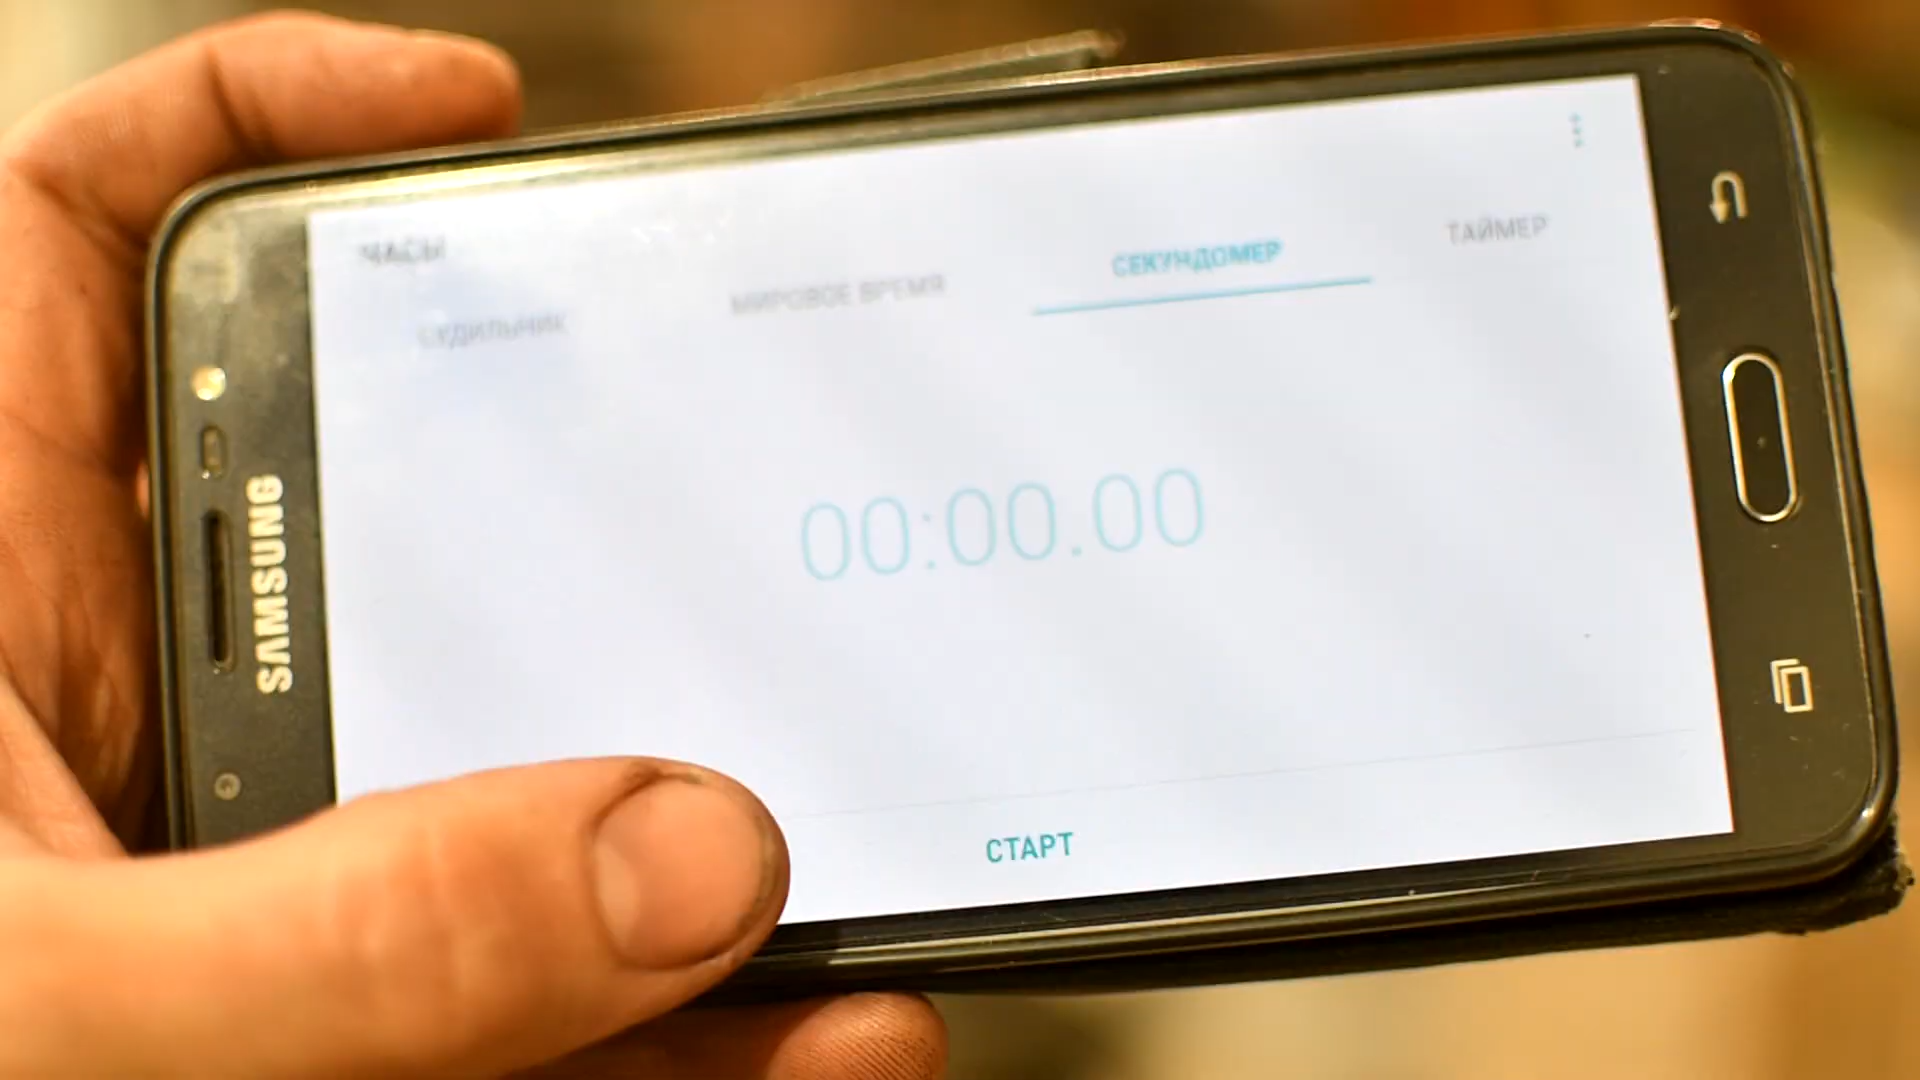 ЧАСЫ
БУДИЛЬНИК
МИРОВОЕ ВРЕМЯ
СЕКУНДОМЕР
ТАЙМЕР
00:00.00
СТАРТ
SAMSUNG